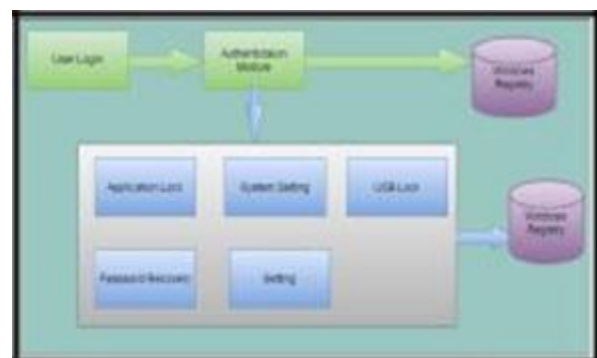 User Login
Authentication
Module
Windows
Registry
Application Lock
System Setting
USB Lock
Windows
Registry
Password Recovery
Setting